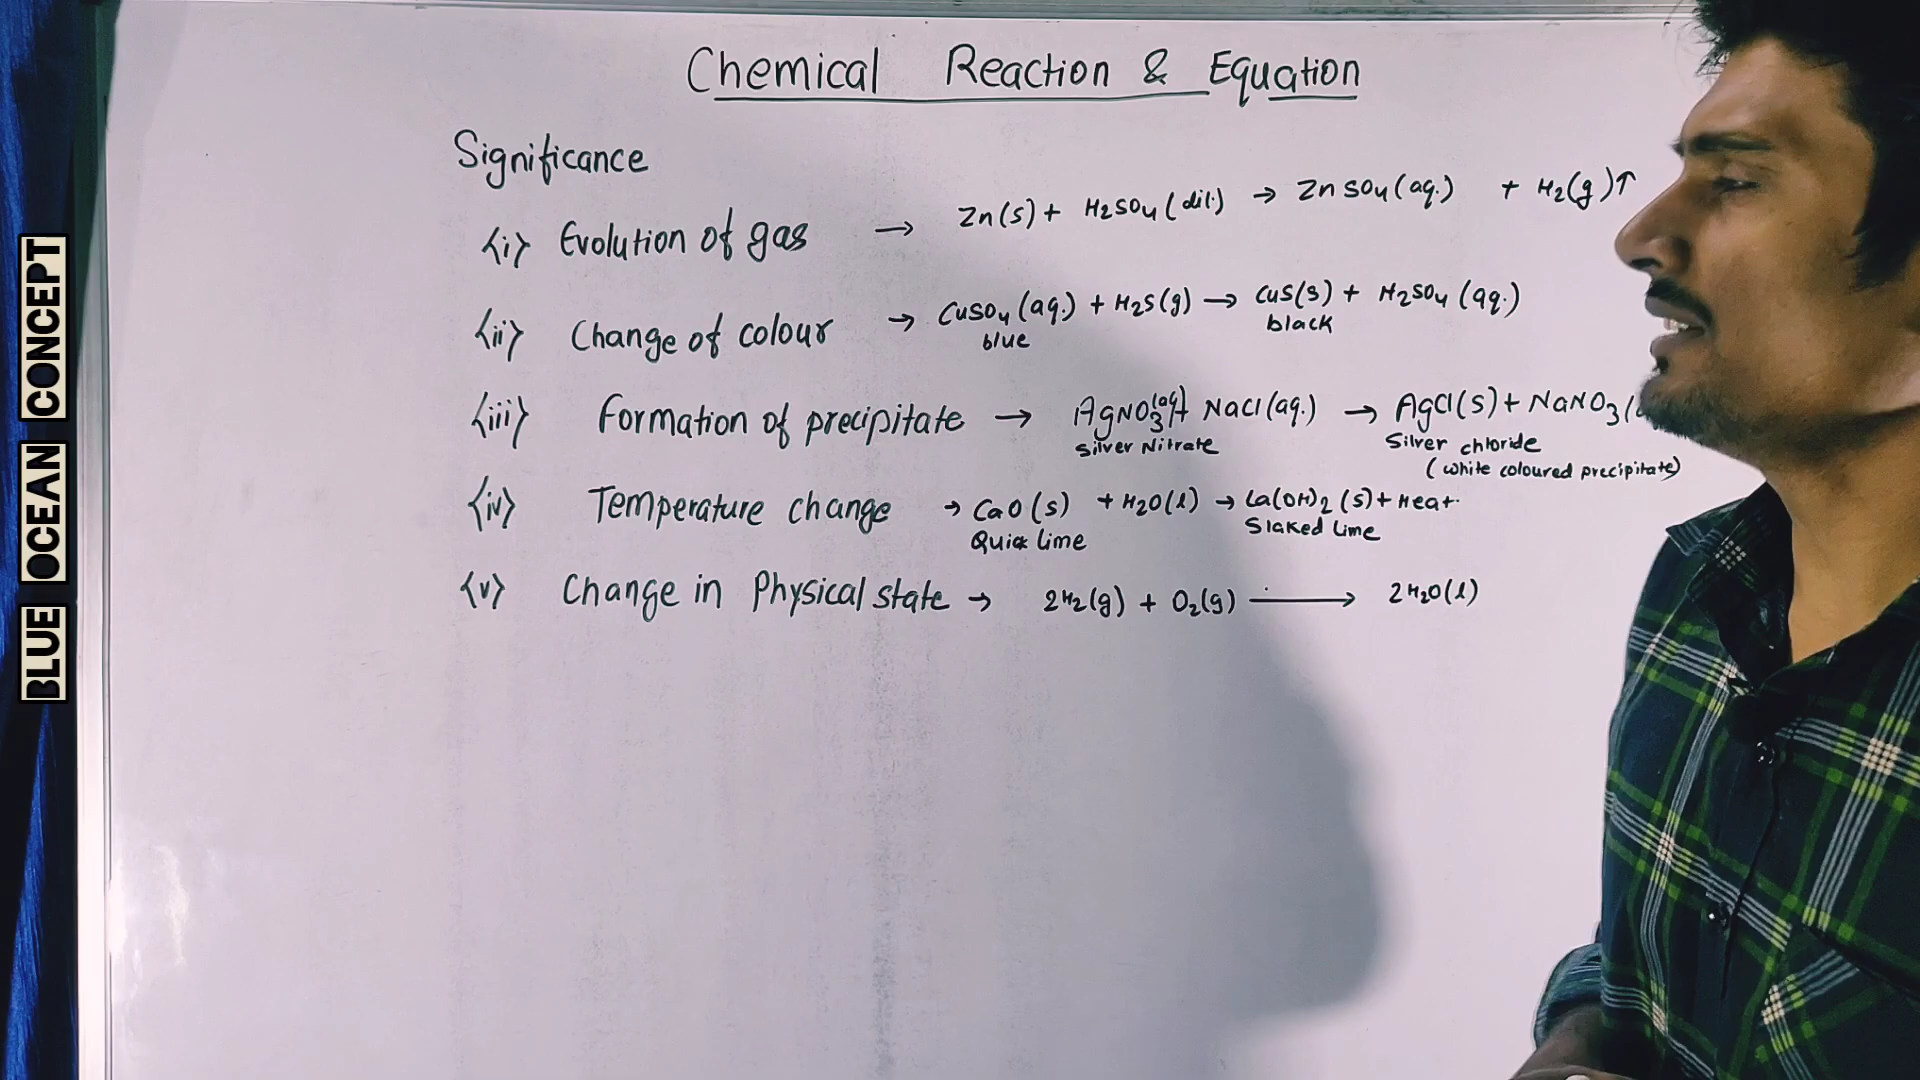 Chemical Reaction & Equation
Significance
(i) Evolution of gas → Zn(s) + H₂SO₄(dil.) → ZnSO₄(aq.) + H₂(g)↑
(ii) Change of colour → CuSO₄(aq.) + H₂S(g) → CuS(s) + H₂SO₄(aq.)
blue black
(iii) Formation of precipitate → AgNO₃(aq) + NaCl(aq.) → AgCl(s) + NaNO₃(
Silver Nitrate Silver chloride
(white coloured precipitate)
(iv) Temperature change → CaO(s) + H₂O(l) → Ca(OH)₂(s) + Heat.
Quick lime Slaked lime
(v) Change in Physical state → 2H₂(g) + O₂(g) → 2H₂O(l)
BLUE OCEAN CONCEPT